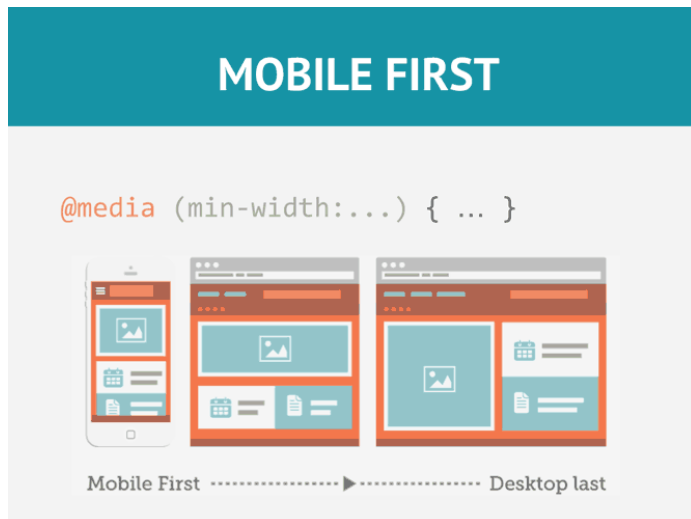 MOBILE FIRST
@media (min-width:...) { ... }
Mobile First
Desktop last